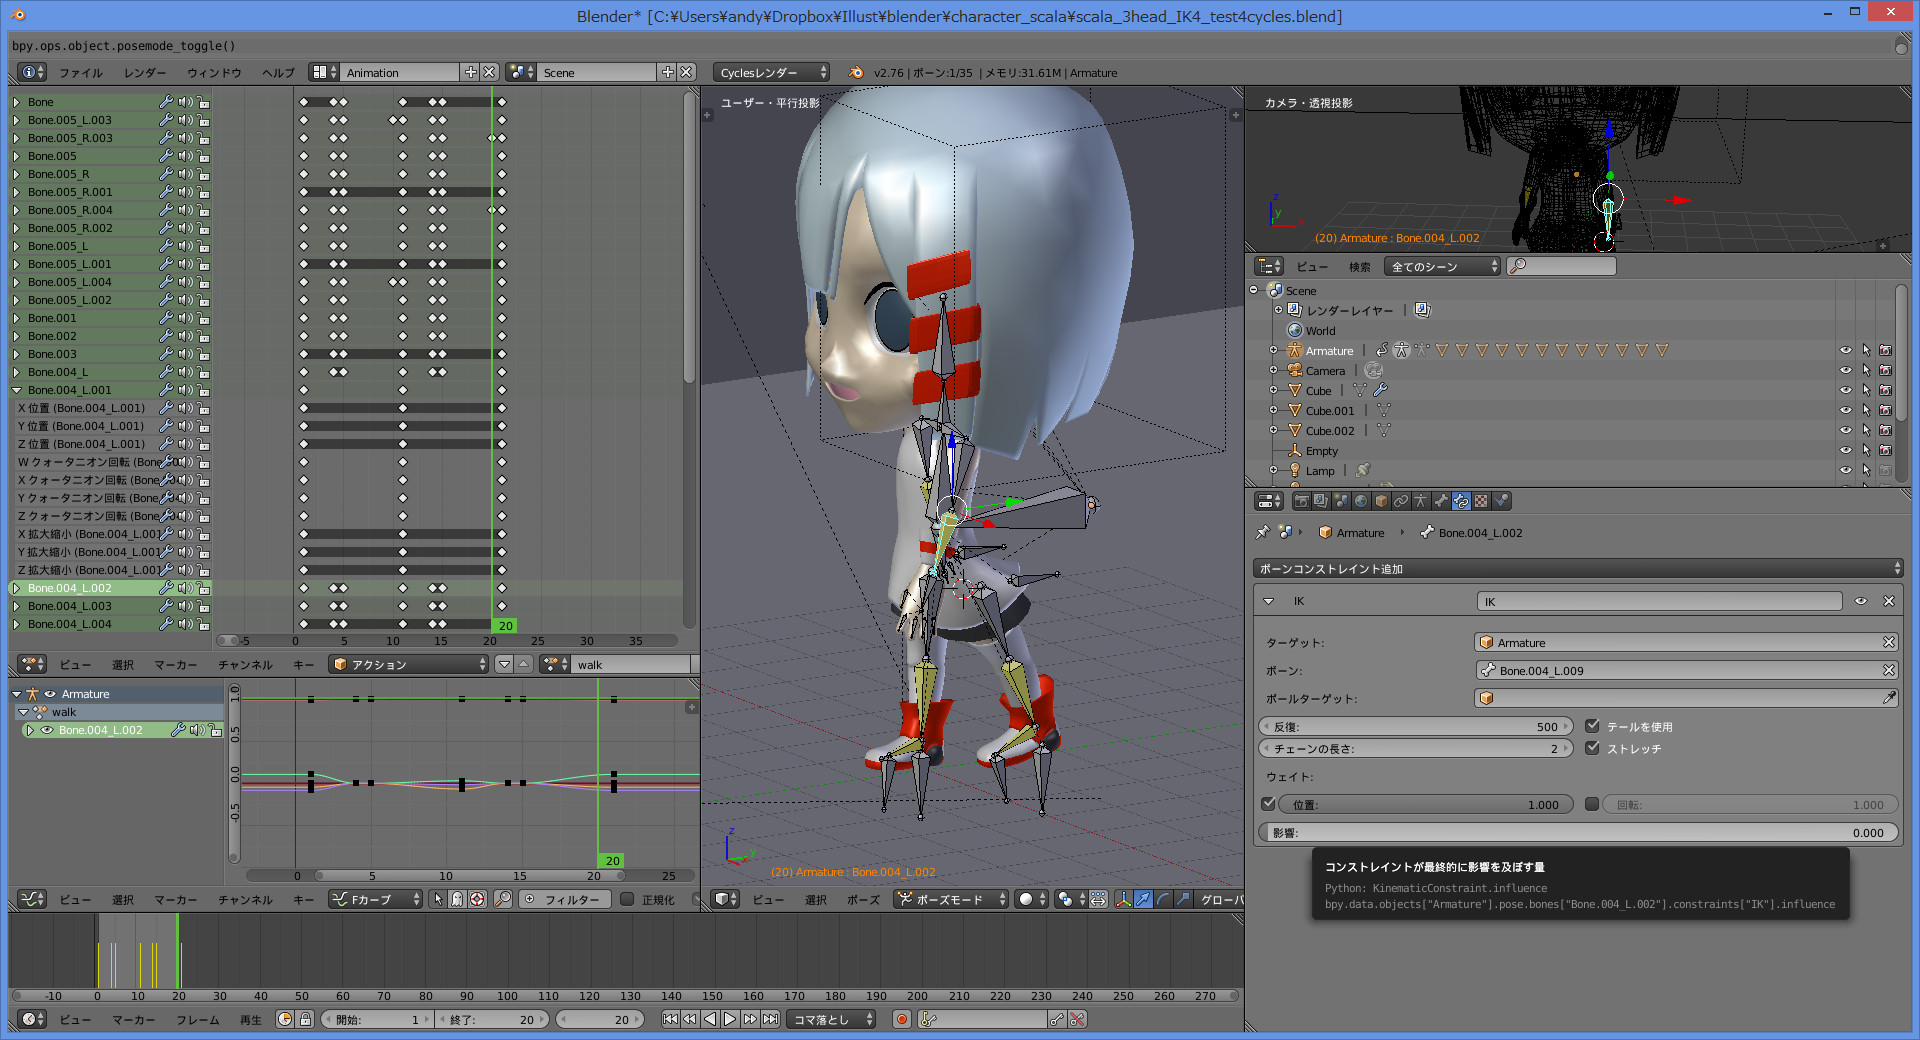 Blender* [C:¥Users¥andy¥Dropbox¥Illust¥blender¥character_scala¥scala_3head_IK4_test4cycles.blend]
bpy.ops.object.posemode_toggle()
ファイル レンダー ウィンドウ ヘルプ Animation Scene Cyclesレンダー v2.76 | ボーン:1/35 | メモリ:31.61M | Armature
Bone
Bone.005_L.003
Bone.005_R.003
Bone.005
Bone.005_R
Bone.005_R.001
Bone.005_R.004
Bone.005_R.002
Bone.005_L
Bone.005_L.001
Bone.005_L.004
Bone.005_L.002
Bone.001
Bone.002
Bone.003
Bone.004_L
Bone.004_L.001
X 位置 (Bone.004_L.001)
Y 位置 (Bone.004_L.001)
Z 位置 (Bone.004_L.001)
W クォータニオン回転 (Bone
X クォータニオン回転 (Bone
Y クォータニオン回転 (Bone
Z クォータニオン回転 (Bone
X 拡大縮小 (Bone.004_L.001
Y 拡大縮小 (Bone.004_L.001
Z 拡大縮小 (Bone.004_L.001
Bone.004_L.002
Bone.004_L.003
Bone.004_L.004
20
-5 0 5 10 15 20 25 30 35
ビュー 選択 マーカー チャンネル キー アクション walk
Armature
walk
Bone.004_L.002
1.0
0.5
0.0
-0.5
20
0 5 10 15 20 25
ビュー 選択 マーカー チャンネル キー Fカーブ フィルター 正規化
ユーザー・平行投影
z
y
(20) Armature : Bone.004_L.002
ビュー 選択 ポーズ ポーズモード グローバ
カメラ・透視投影
z
y
x
(20) Armature : Bone.004_L.002
ビュー 検索 全てのシーン
Scene
レンダーレイヤー |
World
Armature |
Camera |
Cube |
Cube.001 |
Cube.002 |
Empty
Lamp |
Armature Bone.004_L.002
ボーンコンストレイント追加
IK IK
ターゲット: Armature
ボーン: Bone.004_L.009
ポールターゲット:
反復: 500 テールを使用
チェーンの長さ: 2 ストレッチ
ウェイト:
位置: 1.000 回転: 1.000
影響: 0.000
コンストレイントが最終的に影響を及ぼす量
Python: KinematicConstraint.influence
bpy.data.objects["Armature"].pose.bones["Bone.004_L.002"].constraints["IK"].influence
-10 0 10 20 30 40 50 60 70 80 90 100 110 120 130 140 150 160 170 180 190 200 210 220 230 240 250 260 270
ビュー マーカー フレーム 再生 開始: 1 終了: 20 20 コマ落とし